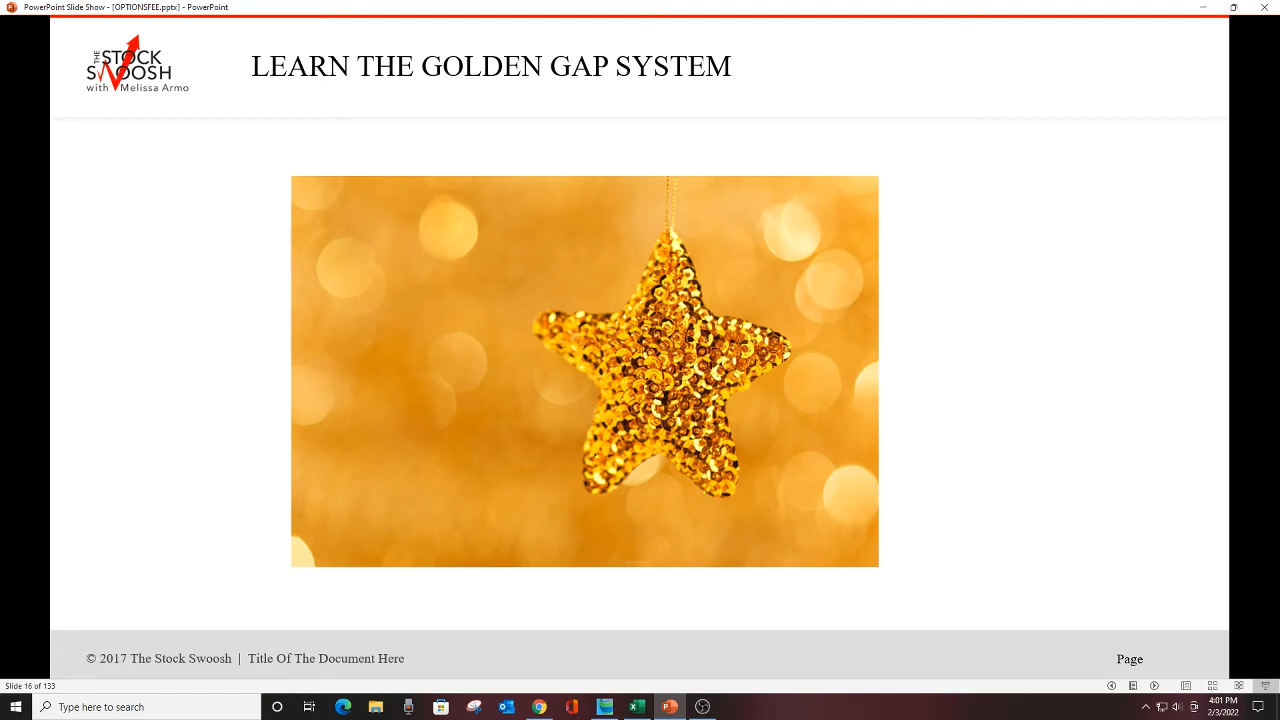 PowerPoint Slide Show - [OPTIONSFEE.pptx] - PowerPoint
THE STOCK
SWOOSH
with Melissa Armo
LEARN THE GOLDEN GAP SYSTEM
© 2017 The Stock Swoosh | Title Of The Document Here
Page
Slide 16 of 133
Type here to search
4:01 PM
2/3/2022